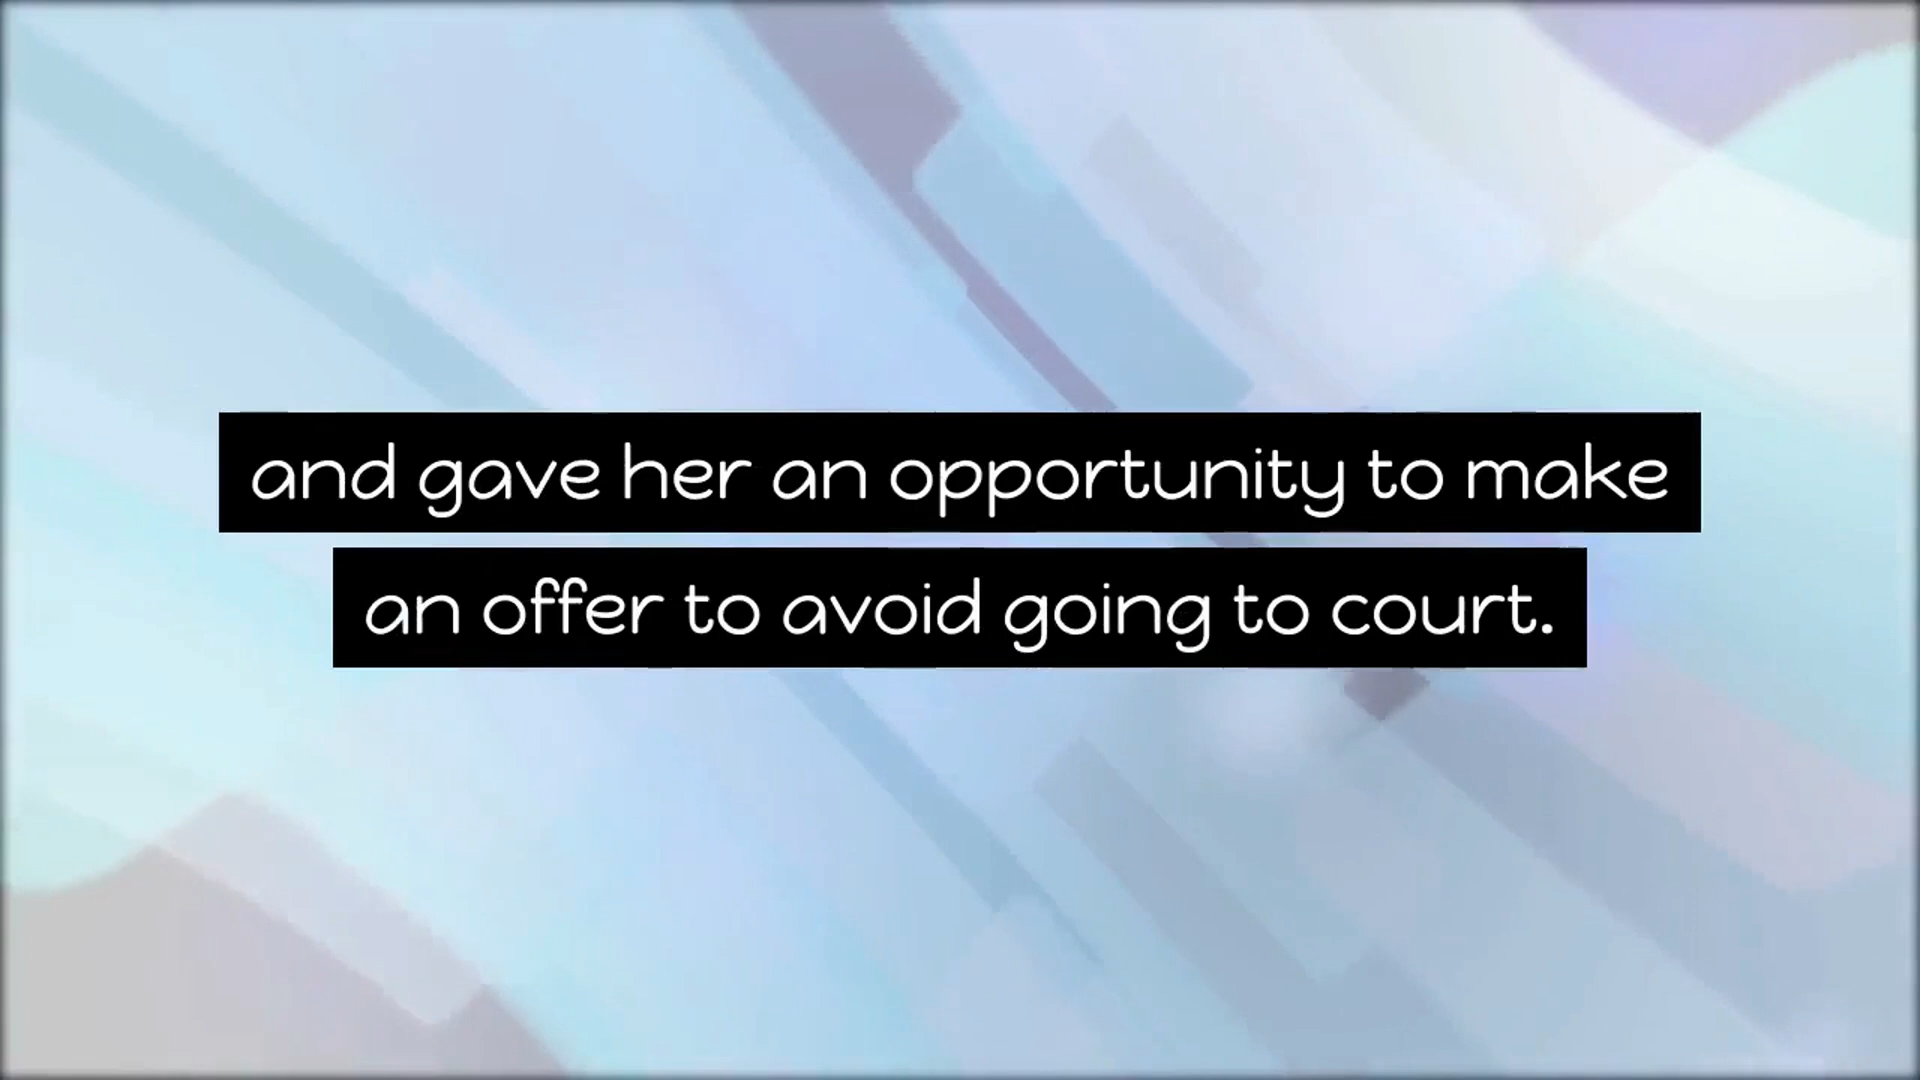 and gave her an opportunity to make
an offer to avoid going to court.